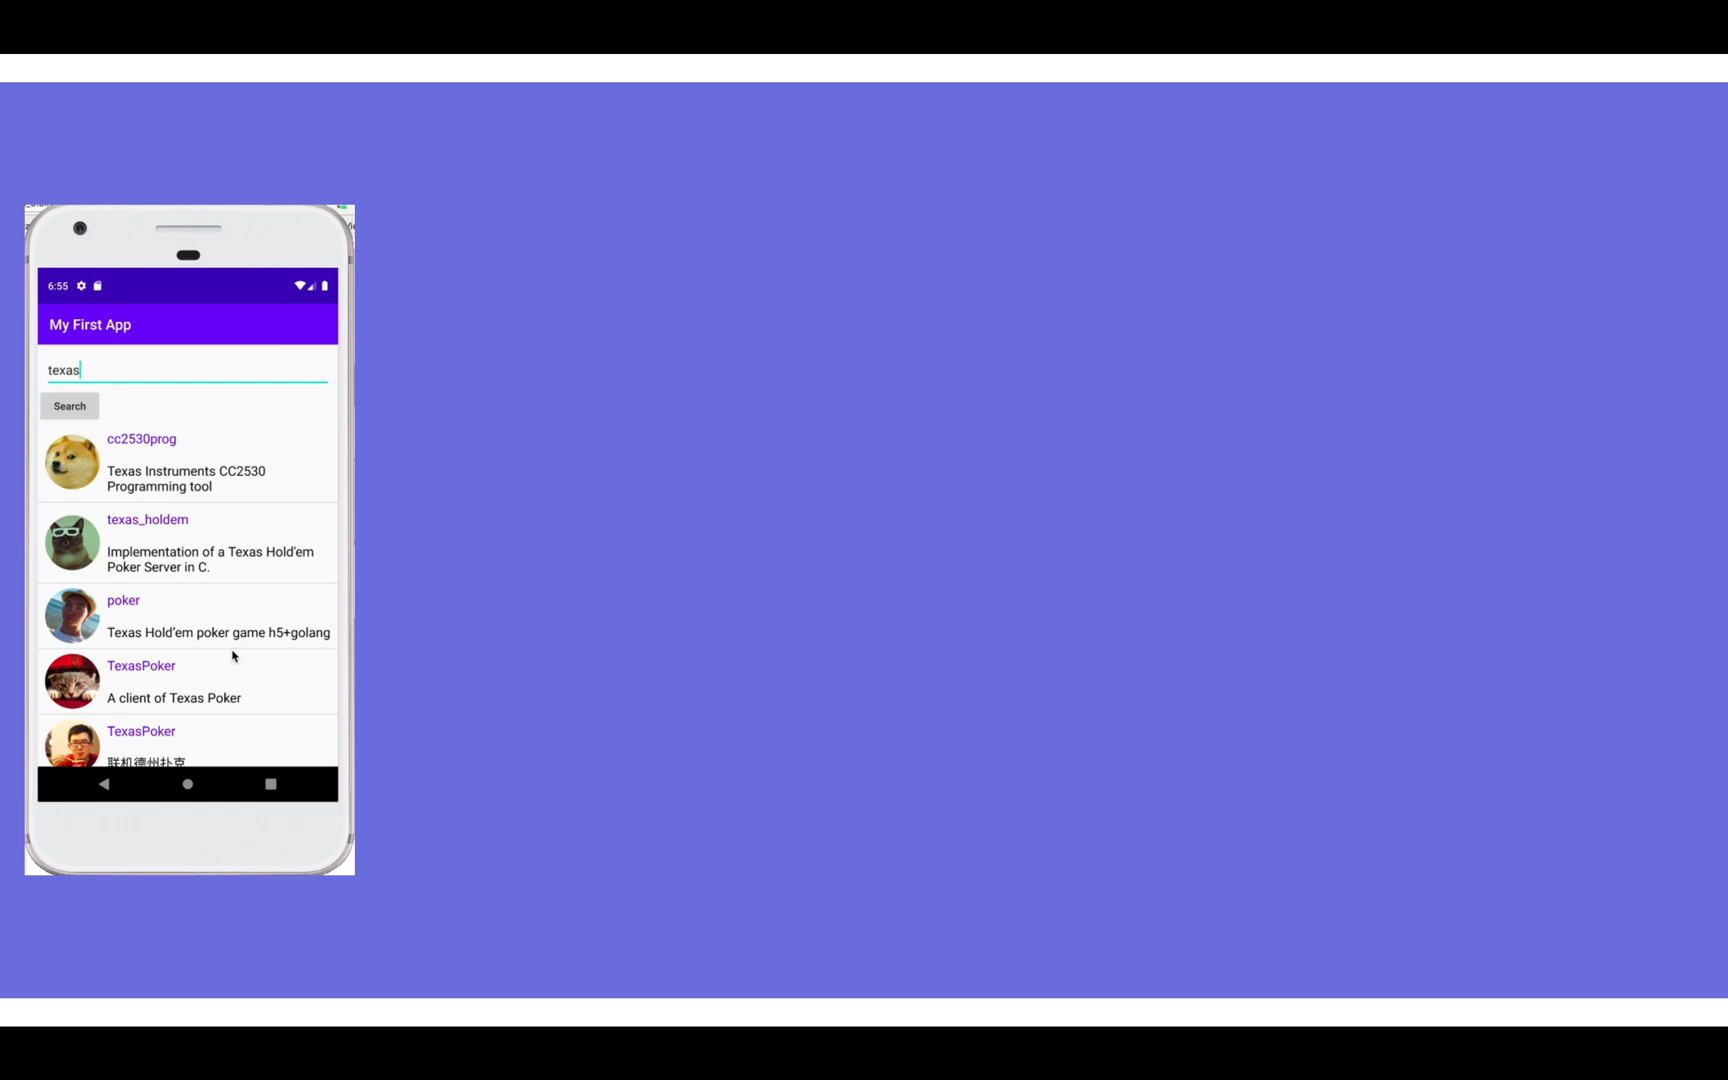 6:55
My First App
texas
Search
cc2530prog
Texas Instruments CC2530
Programming tool
texas_holdem
Implementation of a Texas Hold'em
Poker Server in C.
poker
Texas Hold'em poker game h5+golang
TexasPoker
A client of Texas Poker
TexasPoker
联机德州扑克